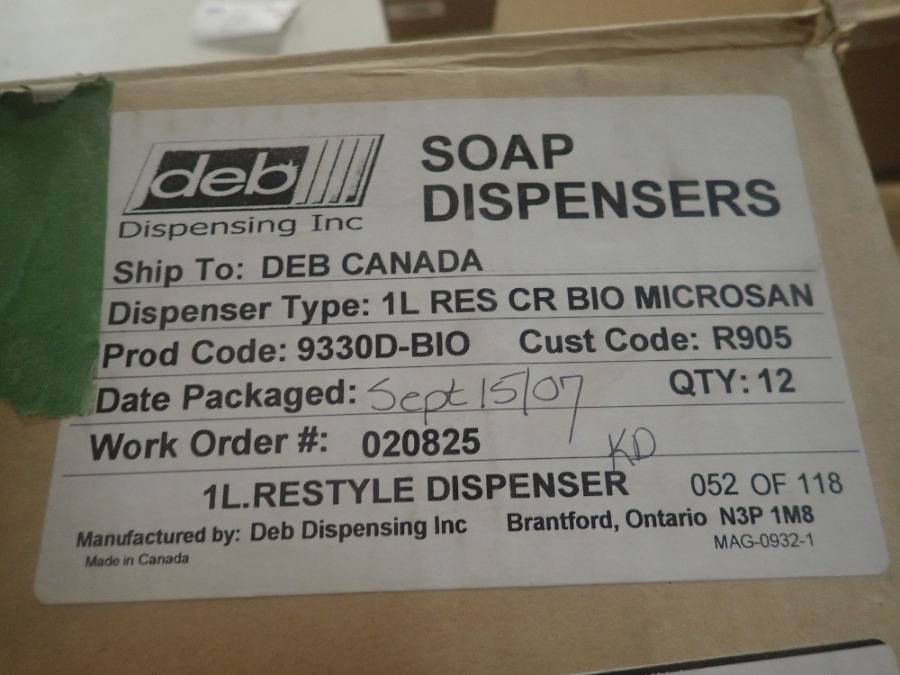 deb
Dispensing Inc
SOAP
DISPENSERS
Ship To: DEB CANADA
Dispenser Type: 1L RES CR BIO MICROSAN
Prod Code: 9330D-BIO Cust Code: R905
Date Packaged: Sept 15/07 QTY: 12
Work Order #: 020825 KD
1L.RESTYLE DISPENSER 052 OF 118
Manufactured by: Deb Dispensing Inc Brantford, Ontario N3P 1M8
Made in Canada MAG-0932-1